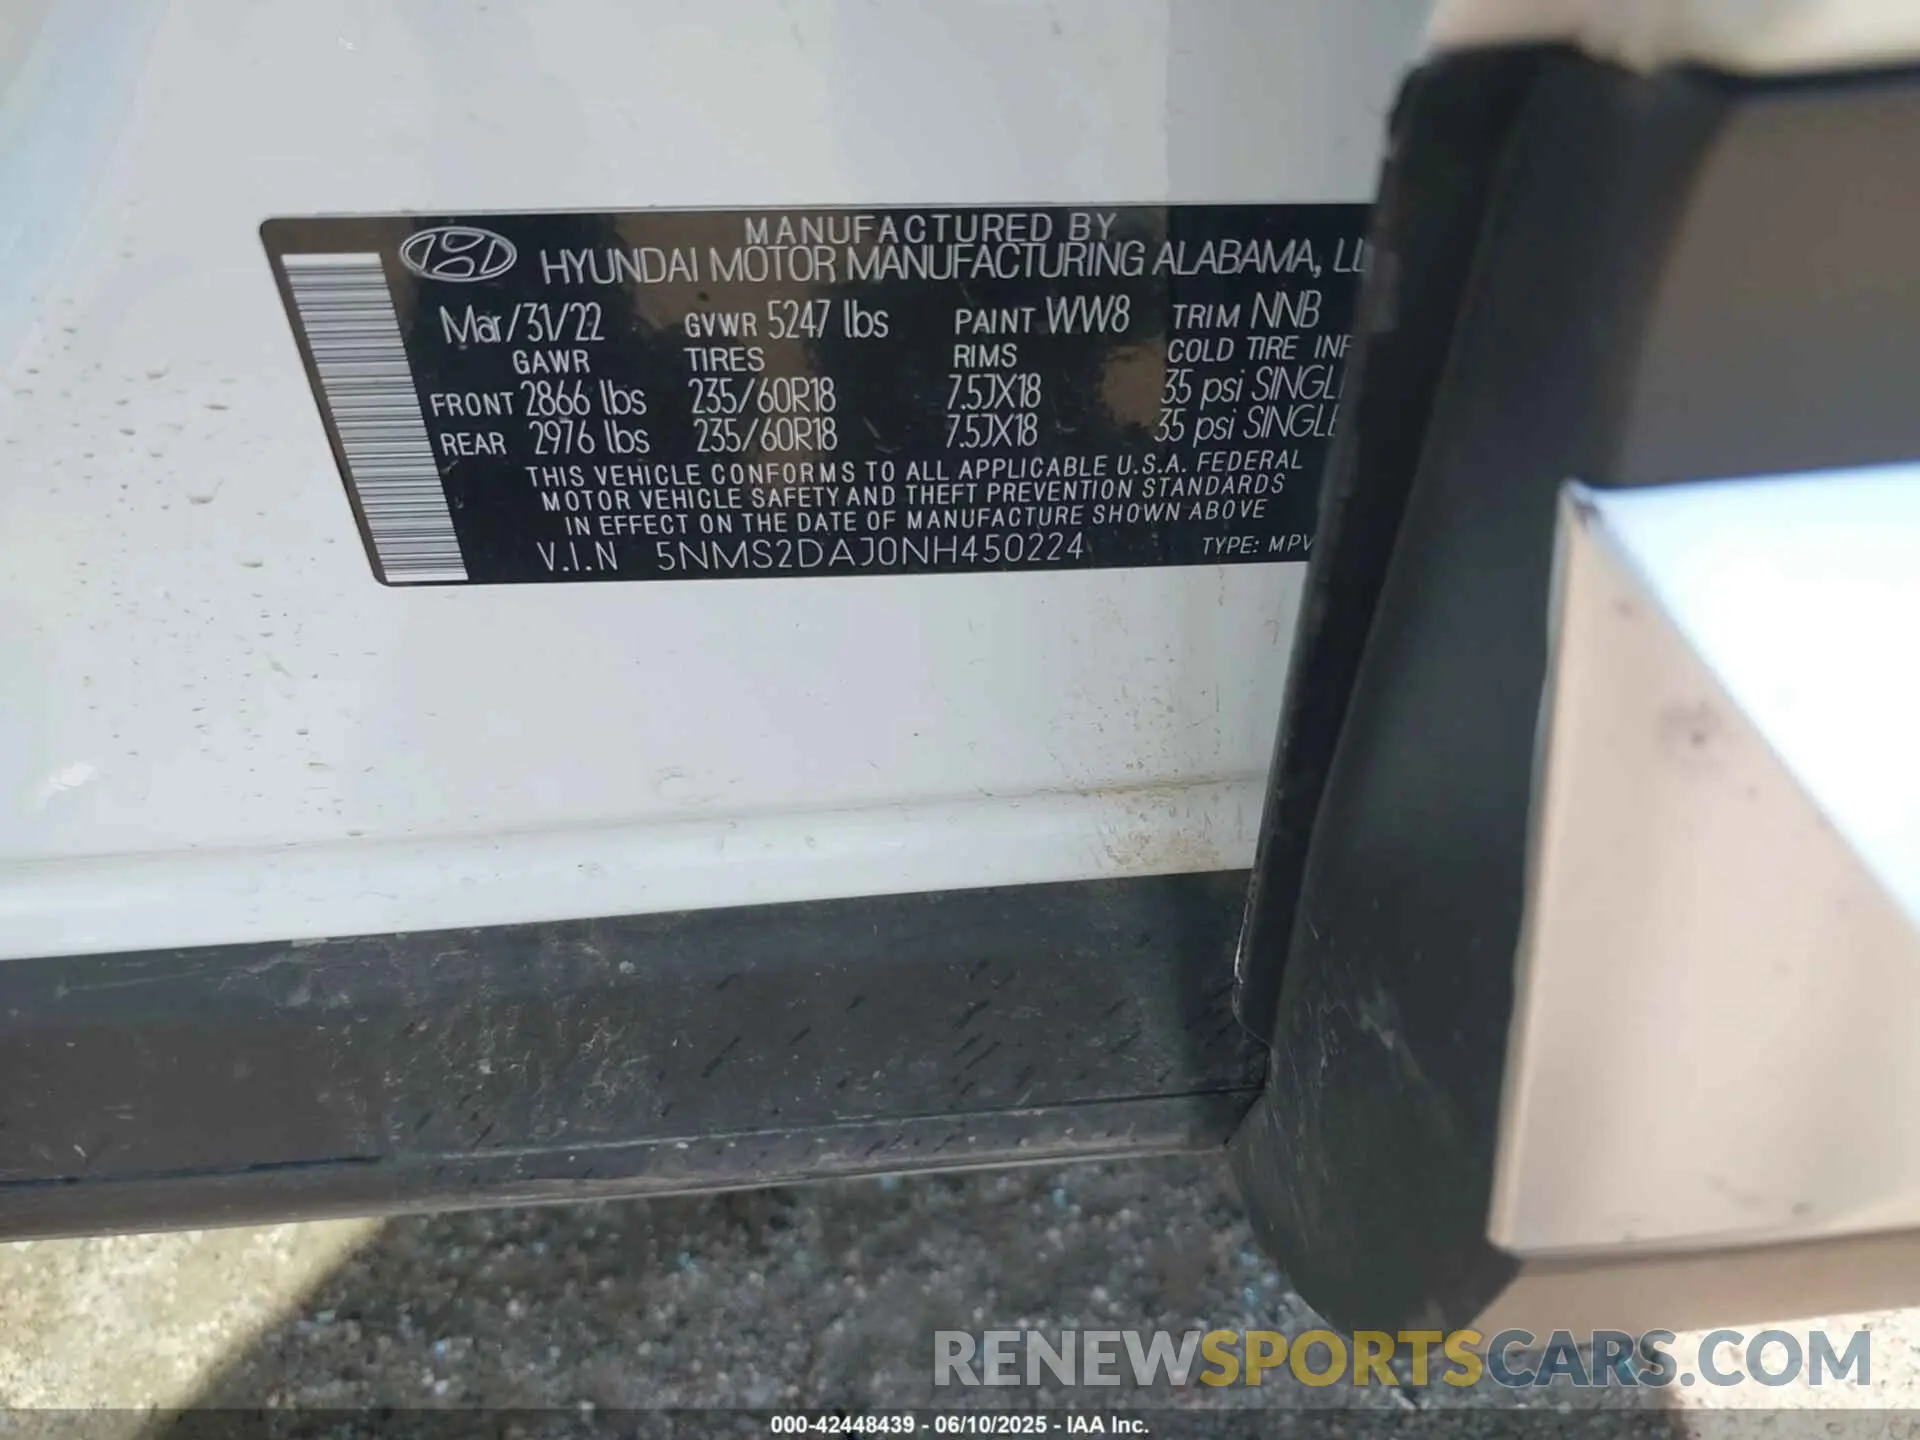 MANUFACTURED BY
HYUNDAI MOTOR MANUFACTURING ALABAMA,
Mar/31/22 GVWR 5247 lbs PAINT WW8 TRIM NNB
GAWR TIRES RIMS COLD TIRE INF
FRONT 2866 lbs 235/60R18 7.5JX18 35 psi SINGL
REAR 2976 lbs 235/60R18 7.5JX18 35 psi SINGLE
THIS VEHICLE CONFORMS TO ALL APPLICABLE U.S.A. FEDERAL
MOTOR VEHICLE SAFETY AND THEFT PREVENTION STANDARDS
IN EFFECT ON THE DATE OF MANUFACTURE SHOWN ABOVE
V.I.N 5NMS2DAJ0NH450224 TYPE: MPV
RENEWSPORTSCARS.COM
000-42448439 - 06/10/2025 - IAA Inc.